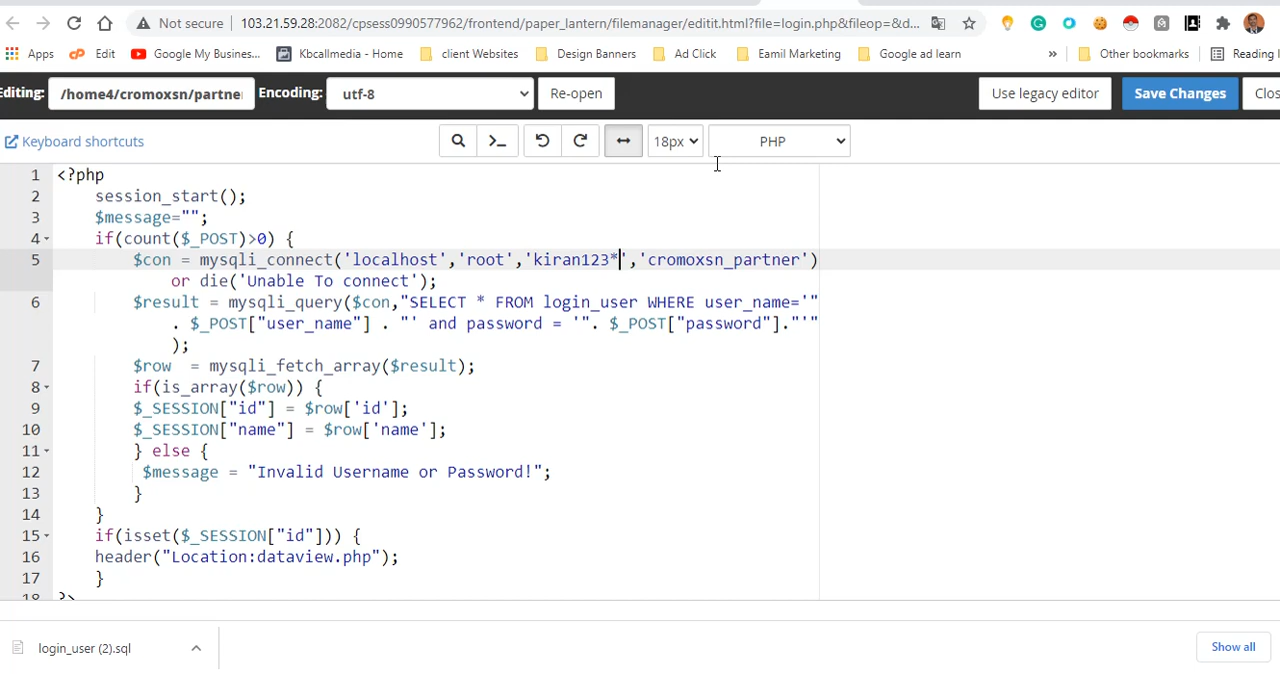 Not secure 103.21.59.28:2082/cpsess0990577962/frontend/paper_lantern/filemanager/editit.html?file=login.php&fileop=&d...
Apps Edit Google My Busines... Kbcallmedia - Home client Websites Design Banners Ad Click Eamil Marketing Google ad learn » Other bookmarks Reading l
Editing: /home4/cromoxsn/partne Encoding: utf-8 Re-open Use legacy editor Save Changes Clos
Keyboard shortcuts 18px PHP
1 <?php
2 session_start();
3 $message="";
4 if(count($_POST)>0) {
5 $con = mysqli_connect('localhost','root','kiran123*','cromoxsn_partner')
or die('Unable To connect');
6 $result = mysqli_query($con,"SELECT * FROM login_user WHERE user_name='"
. $_POST["user_name"] . "' and password = '". $_POST["password"]."'"
);
7 $row  = mysqli_fetch_array($result);
8 if(is_array($row)) {
9 $_SESSION["id"] = $row['id'];
10 $_SESSION["name"] = $row['name'];
11 } else {
12 $message = "Invalid Username or Password!";
13 }
14 }
15 if(isset($_SESSION["id"])) {
16 header("Location:dataview.php");
17 }
18 ?>
login_user (2).sql Show all